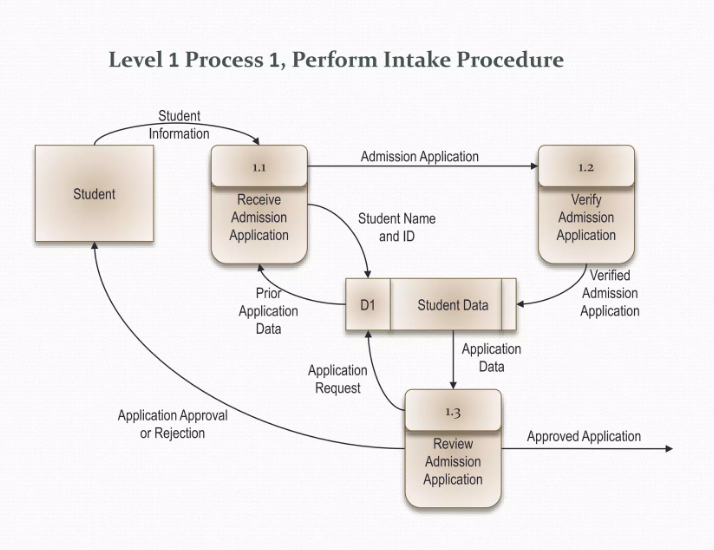 Level 1 Process 1, Perform Intake Procedure
Student
Information
Student
1.1
Receive
Admission
Application
Admission Application
1.2
Verify
Admission
Application
Student Name
and ID
Prior
Application
Data
D1
Student Data
Verified
Admission
Application
Application
Request
Application
Data
Application Approval
or Rejection
1.3
Review
Admission
Application
Approved Application